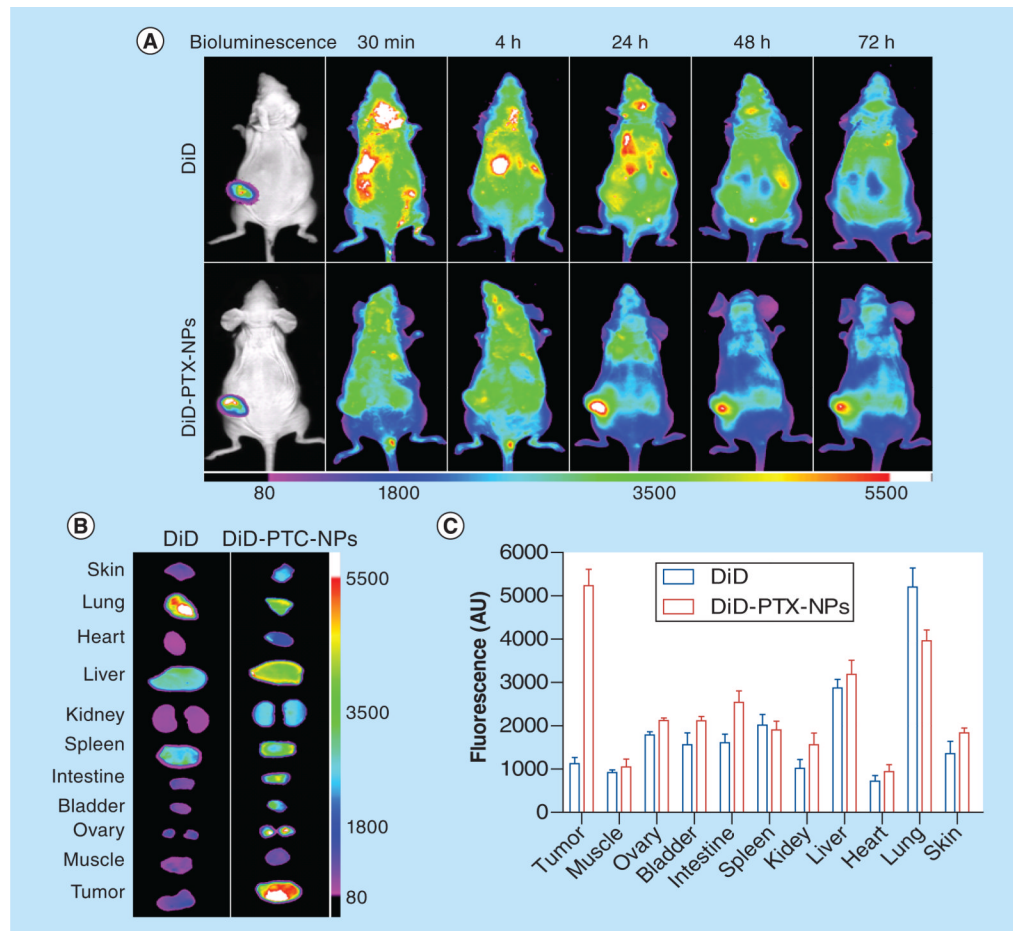 A
Bioluminescence 30 min 4 h 24 h 48 h 72 h
DiD
DiD-PTX-NPs
80 1800 3500 5500
B
DiD DiD-PTC-NPs
Skin
Lung
Heart
Liver
Kidney
Spleen
Intestine
Bladder
Ovary
Muscle
Tumor
5500
3500
1800
80
C
Fluorescence (AU)
6000
5000
4000
3000
2000
1000
0
DiD
DiD-PTX-NPs
Tumor
Muscle
Ovary
Bladder
Intestine
Spleen
Kidey
Liver
Heart
Lung
Skin